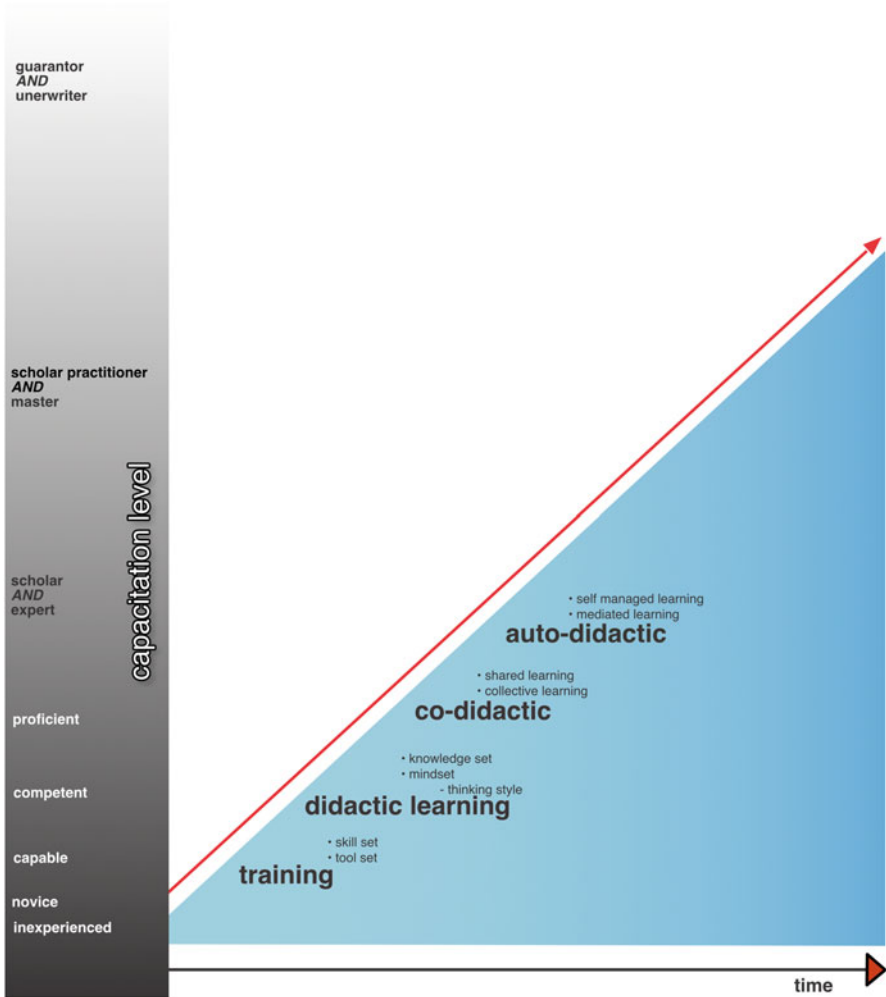 guarantor
AND
unerwriter
scholar practitioner
AND
master
capacitation level
scholar
AND
expert
proficient
competent
capable
novice
inexperienced
• self managed learning
• mediated learning
auto-didactic
• shared learning
• collective learning
co-didactic
• knowledge set
• mindset
- thinking style
didactic learning
• skill set
• tool set
training
time